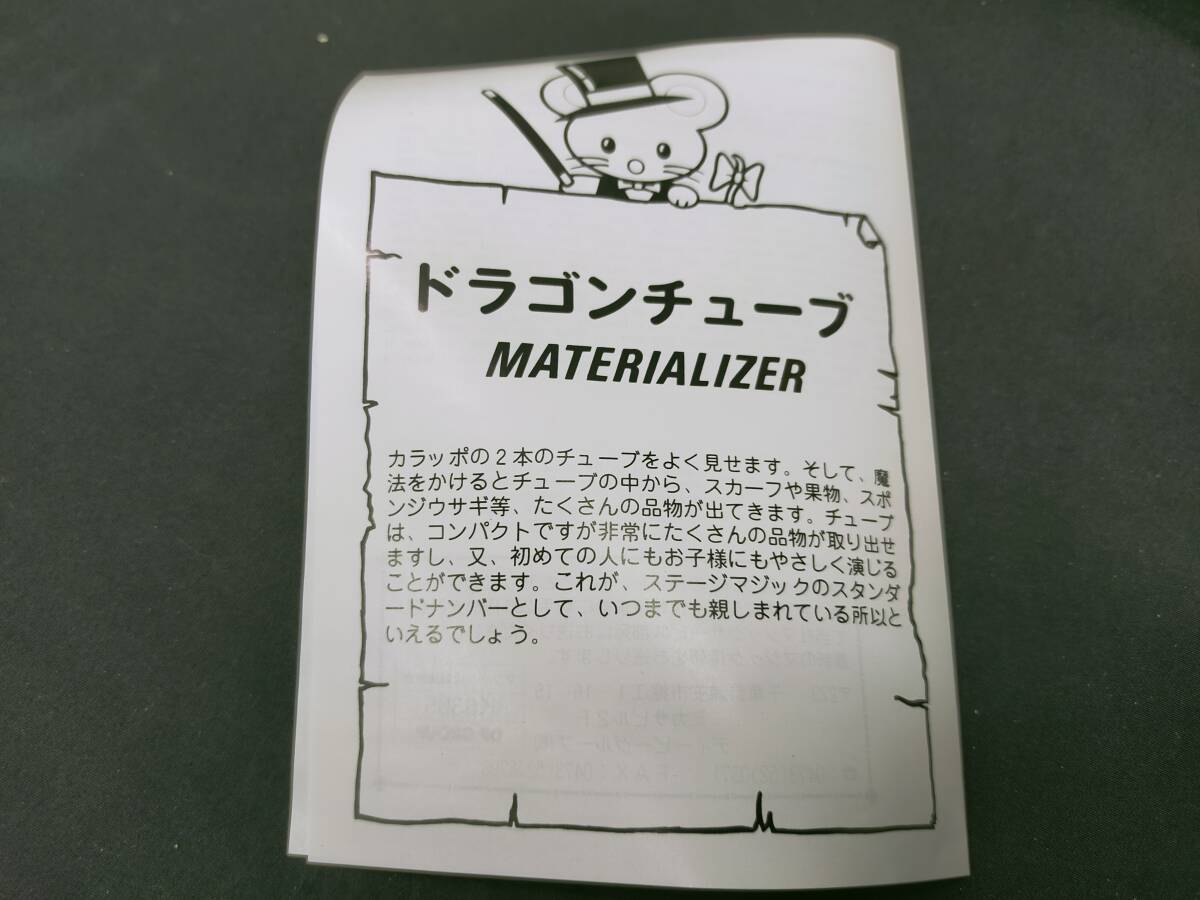 ドラゴンチューブ
MATERIALIZER
カラッポの2本のチューブをよく見せます。そして、魔
法をかけるとチューブの中から、スカーフや果物、スポ
ンジウサギ等、たくさんの品物が出てきます。チューブ
は、コンパクトですが非常にたくさんの品物が取り出せ
ますし、又、初めての人にもお子様にもやさしく演じる
ことができます。これが、ステージマジックのスタンダ
ードナンバーとして、いつまでも親しまれている所以と
いえるでしょう。